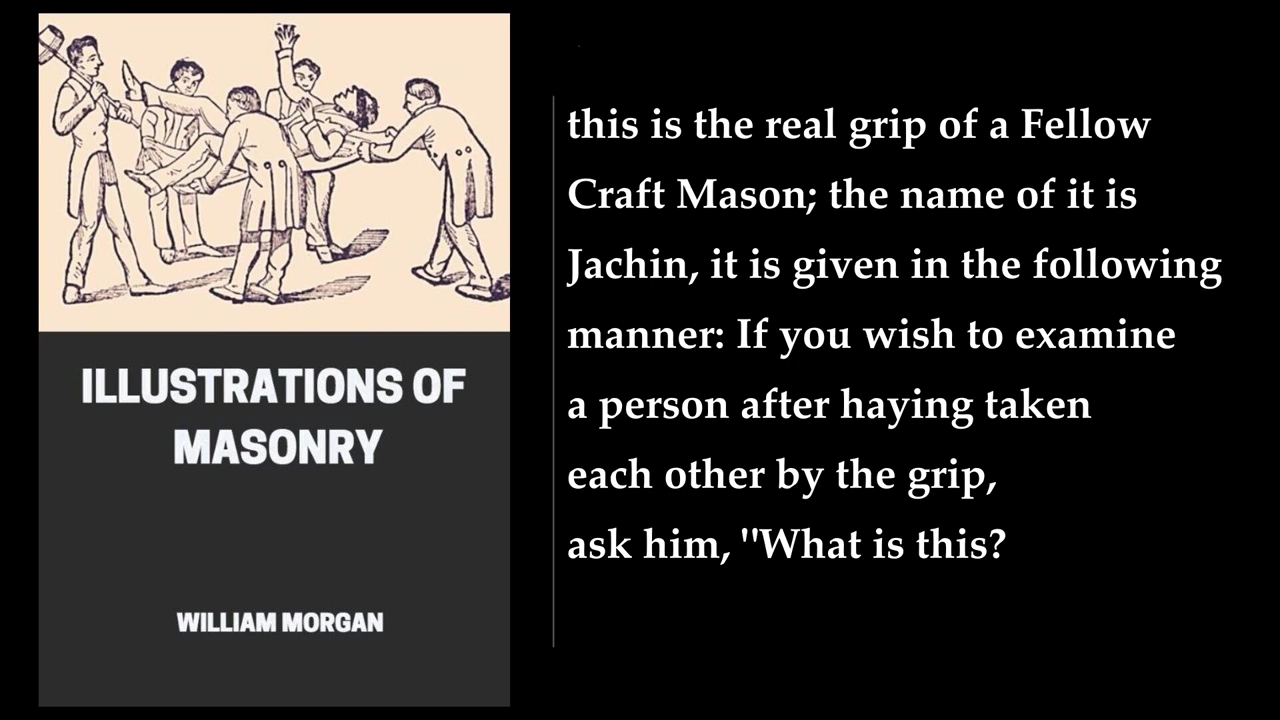 ILLUSTRATIONS OF
MASONRY
WILLIAM MORGAN
this is the real grip of a Fellow
Craft Mason; the name of it is
Jachin, it is given in the following
manner: If you wish to examine
a person after haying taken
each other by the grip,
ask him, "What is this?